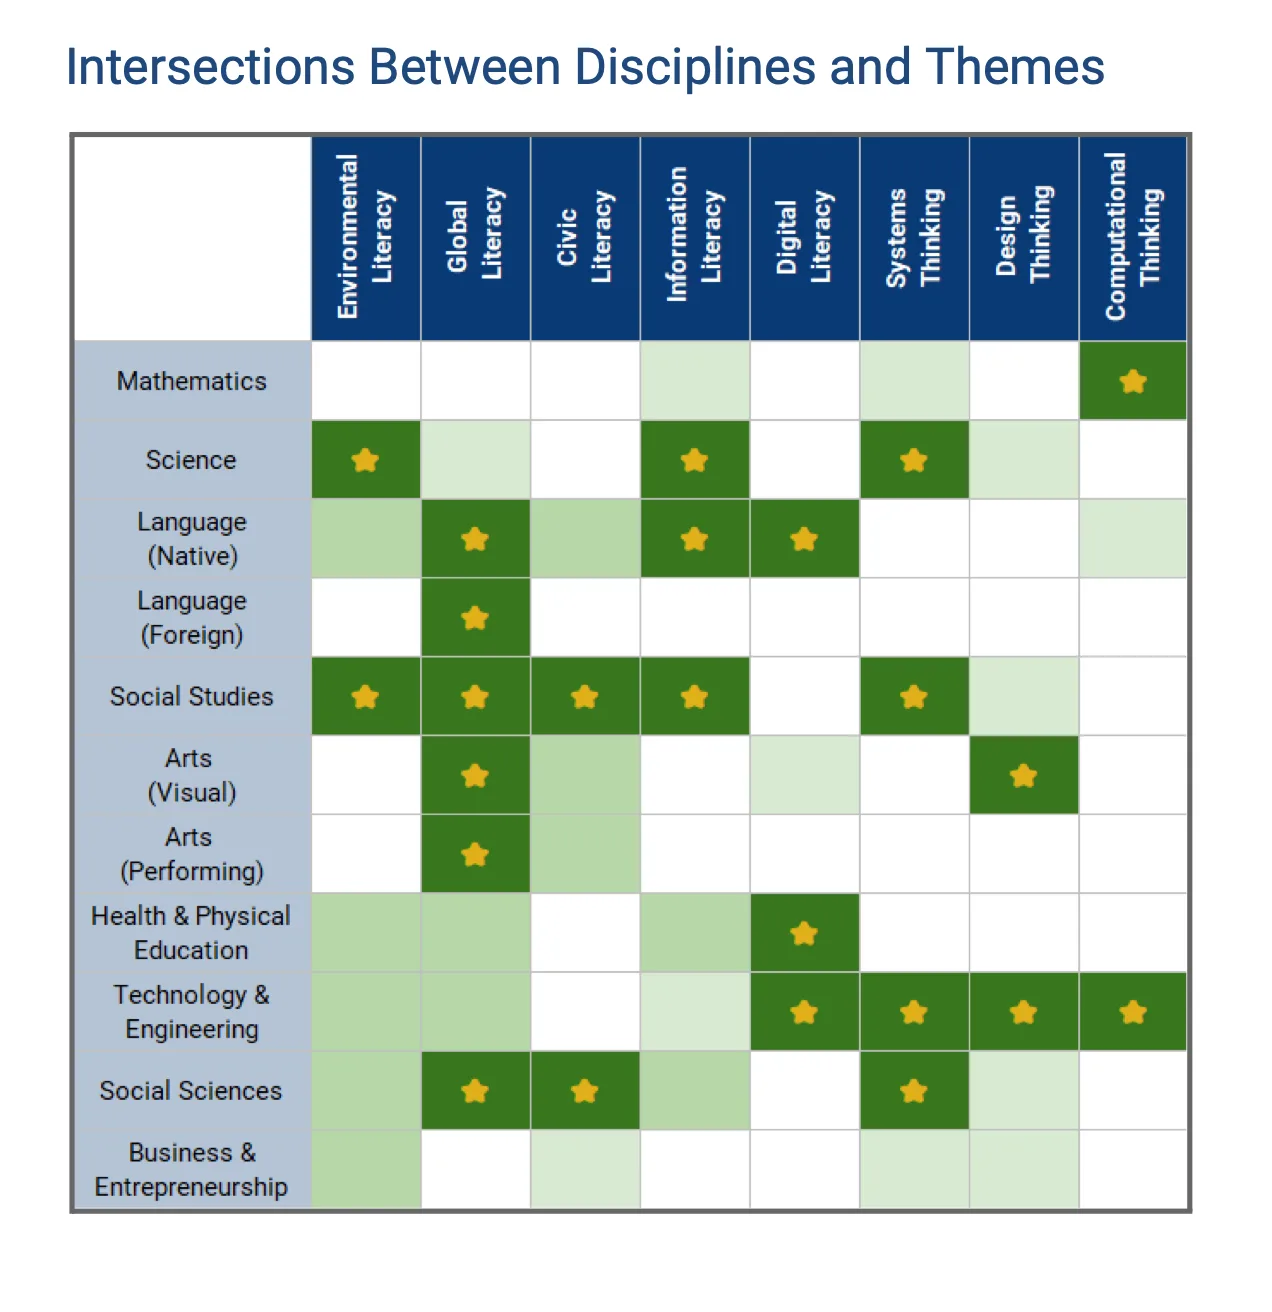 Intersections Between Disciplines and Themes
Environmental
Literacy
Global
Literacy
Civic
Literacy
Information
Literacy
Digital
Literacy
Systems
Thinking
Design
Thinking
Computational
Thinking
Mathematics
Science
Language
(Native)
Language
(Foreign)
Social Studies
Arts
(Visual)
Arts
(Performing)
Health & Physical
Education
Technology &
Engineering
Social Sciences
Business &
Entrepreneurship